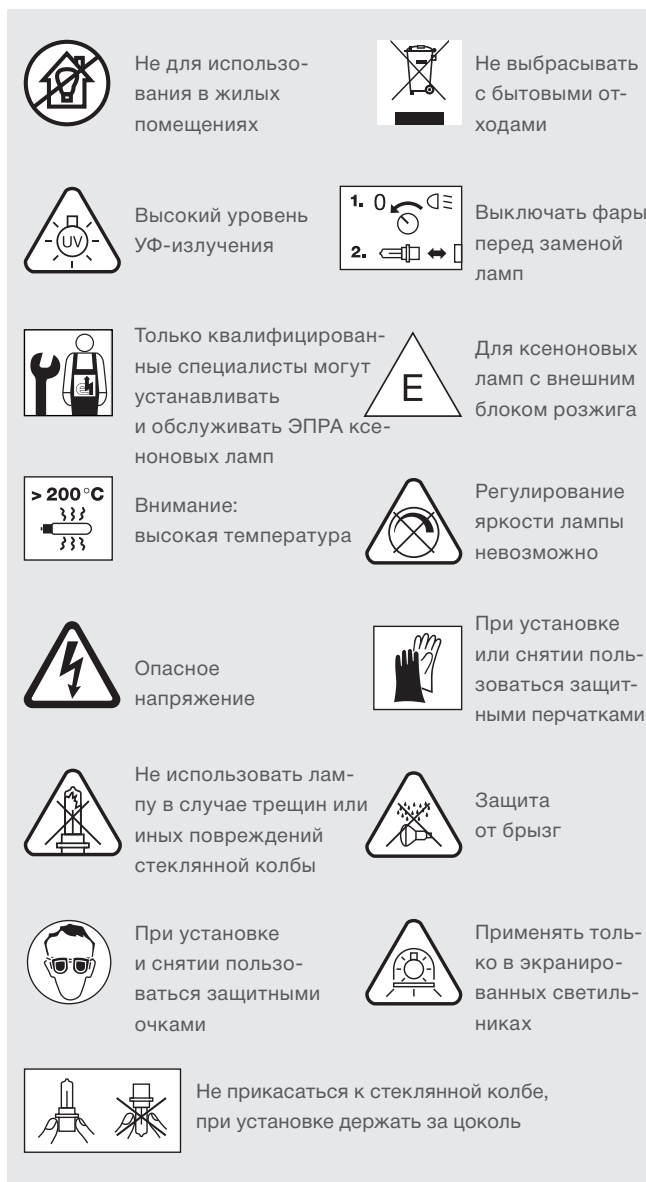 Не для использо-
вания в жилых
помещениях
Не выбрасывать
с бытовыми от-
ходами
UV
Высокий уровень
УФ-излучения
1. 0
2.
Выключать фары
перед заменой
ламп
Только квалифицирован-
ные специалисты могут
устанавливать
и обслуживать ЭПРА ксе-
ноновых ламп
E
Для ксеноновых
ламп с внешним
блоком розжига
> 200 °C
Внимание:
высокая температура
Регулирование
яркости лампы
невозможно
Опасное
напряжение
При установке
или снятии поль-
зоваться защит-
ными перчатками
Не использовать лам-
пу в случае трещин или
иных повреждений
стеклянной колбы
Защита
от брызг
При установке
и снятии пользо-
ваться защитными
очками
Применять толь-
ко в экраниро-
ванных светиль-
никах
Не прикасаться к стеклянной колбе,
при установке держать за цоколь